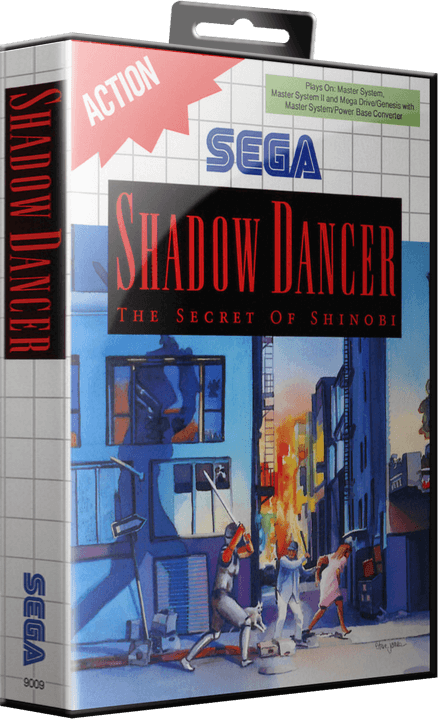 ACTION
Plays On: Master System,
Master System II and Mega Drive/Genesis with
Master System/Power Base Converter
SEGA
SHADOW DANCER
THE SECRET OF SHINOBI
SHADOW DANCER
SEGA
9009